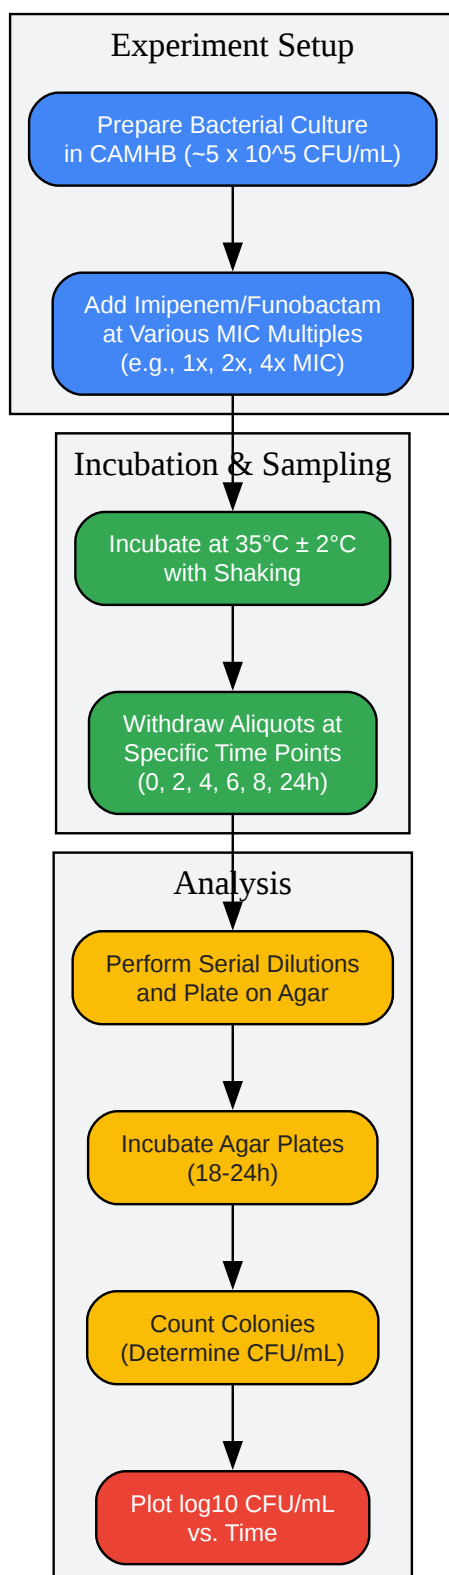 Experiment Setup
Prepare Bacterial Culture
in CAMHB (~5 x 10^5 CFU/mL)
Add Imipenem/Funobactam
at Various MIC Multiples
(e.g., 1x, 2x, 4x MIC)
Incubation & Sampling
Incubate at 35°C ± 2°C
with Shaking
Withdraw Aliquots at
Specific Time Points
(0, 2, 4, 6, 8, 24h)
Analysis
Perform Serial Dilutions
and Plate on Agar
Incubate Agar Plates
(18-24h)
Count Colonies
(Determine CFU/mL)
Plot log10 CFU/mL
vs. Time